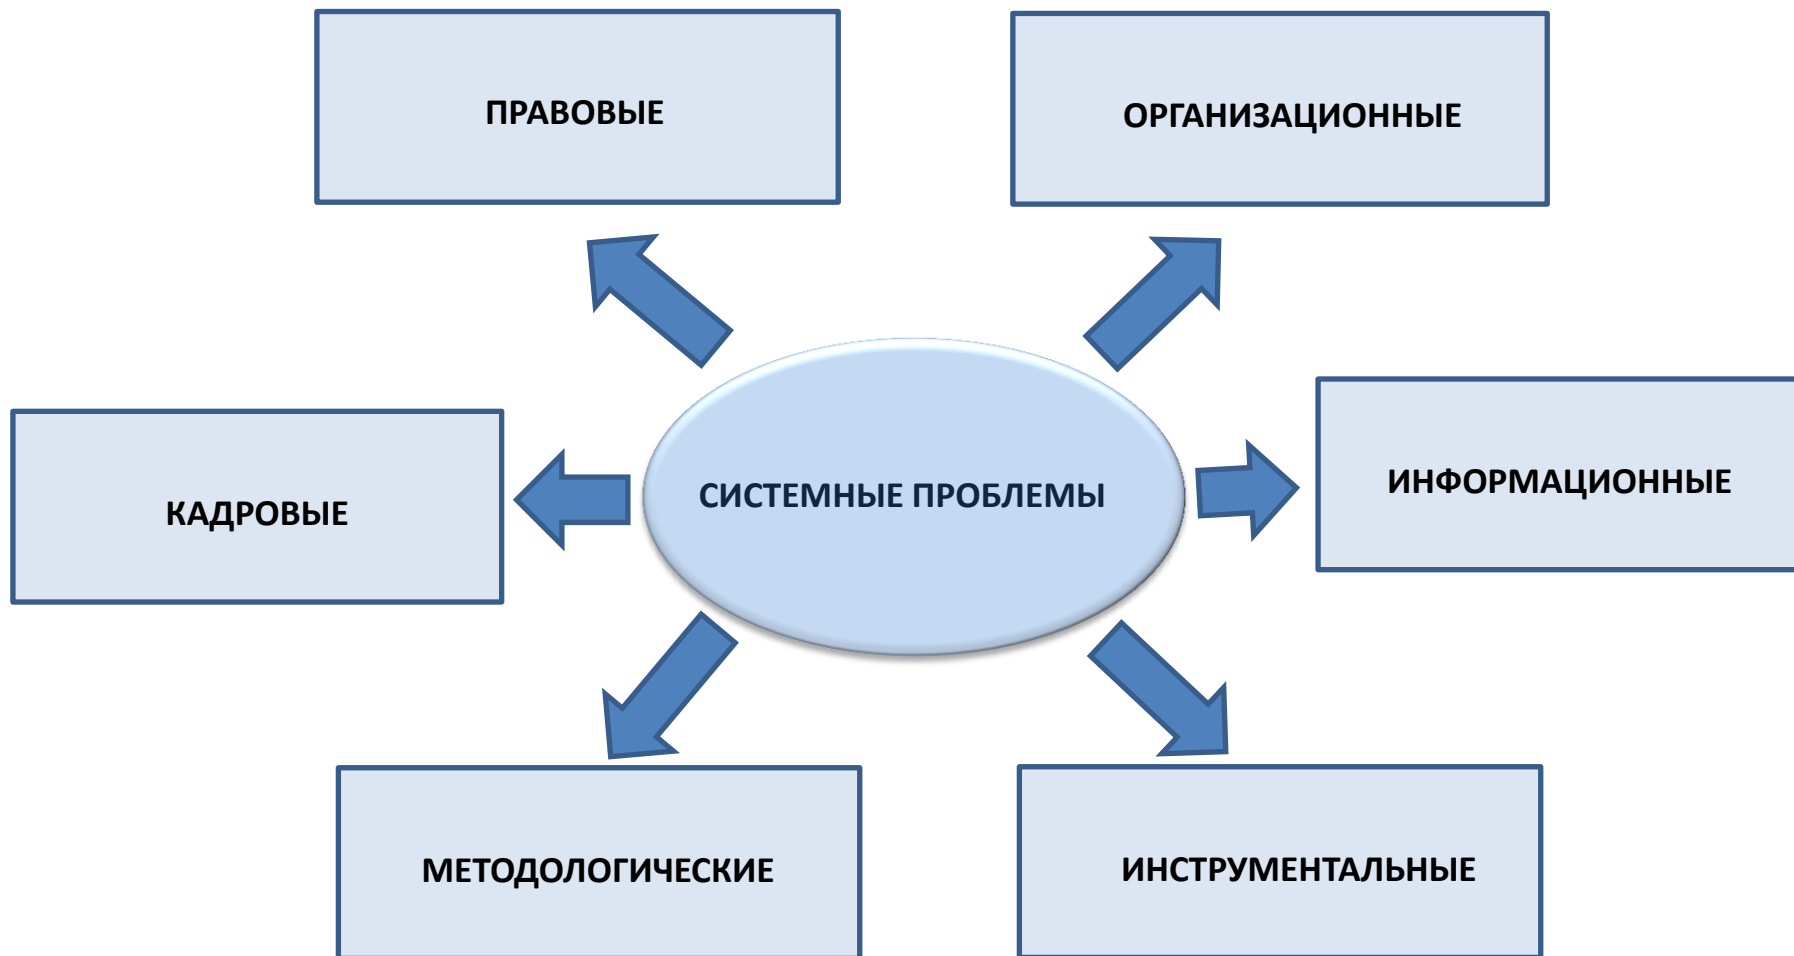 ПРАВОВЫЕ
ОРГАНИЗАЦИОННЫЕ
КАДРОВЫЕ
СИСТЕМНЫЕ ПРОБЛЕМЫ
ИНФОРМАЦИОННЫЕ
МЕТОДОЛОГИЧЕСКИЕ
ИНСТРУМЕНТАЛЬНЫЕ